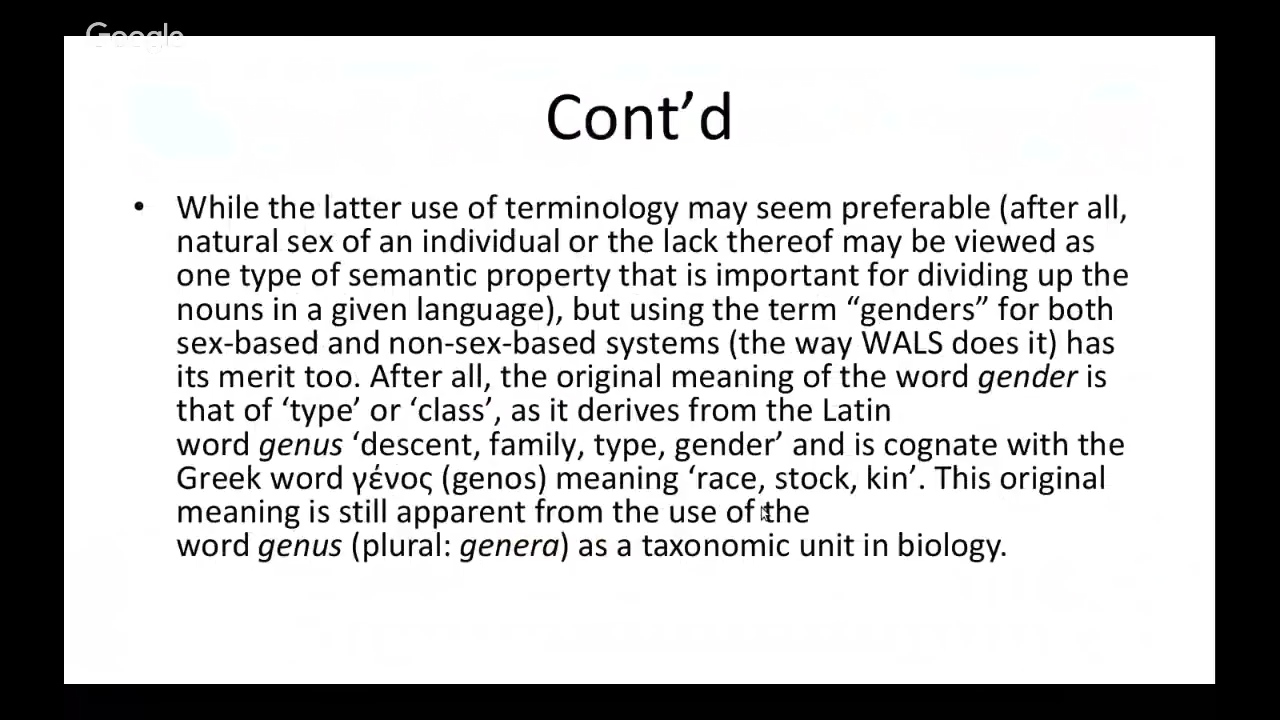 Google
Cont’d
• While the latter use of terminology may seem preferable (after all,
natural sex of an individual or the lack thereof may be viewed as
one type of semantic property that is important for dividing up the
nouns in a given language), but using the term “genders” for both
sex-based and non-sex-based systems (the way WALS does it) has
its merit too. After all, the original meaning of the word gender is
that of ‘type’ or ‘class’, as it derives from the Latin
word genus ‘descent, family, type, gender’ and is cognate with the
Greek word γένος (genos) meaning ‘race, stock, kin’. This original
meaning is still apparent from the use of the
word genus (plural: genera) as a taxonomic unit in biology.